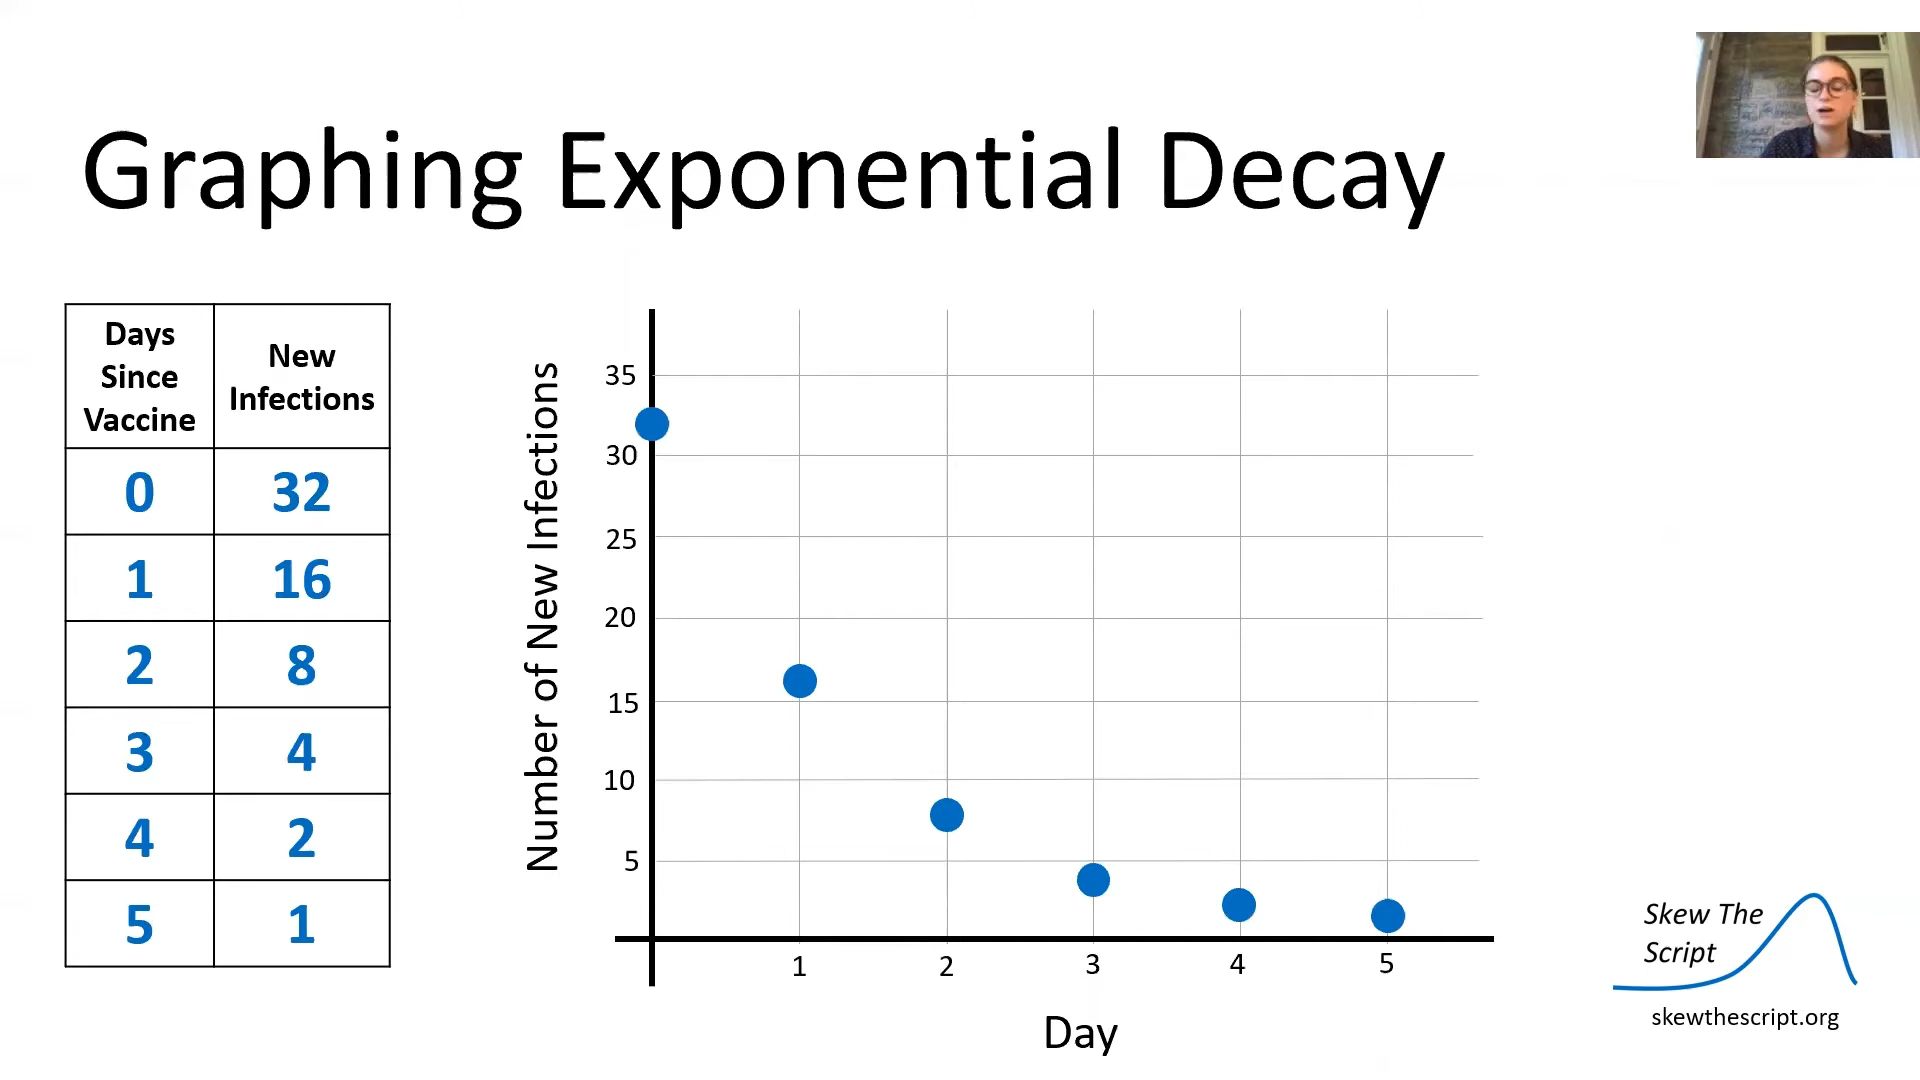 Graphing Exponential Decay
Days
Since
Vaccine
New
Infections
0 32
1 16
2 8
3 4
4 2
5 1
Number of New Infections
35
30
25
20
15
10
5
1 2 3 4 5
Day
Skew The
Script
skewthescript.org